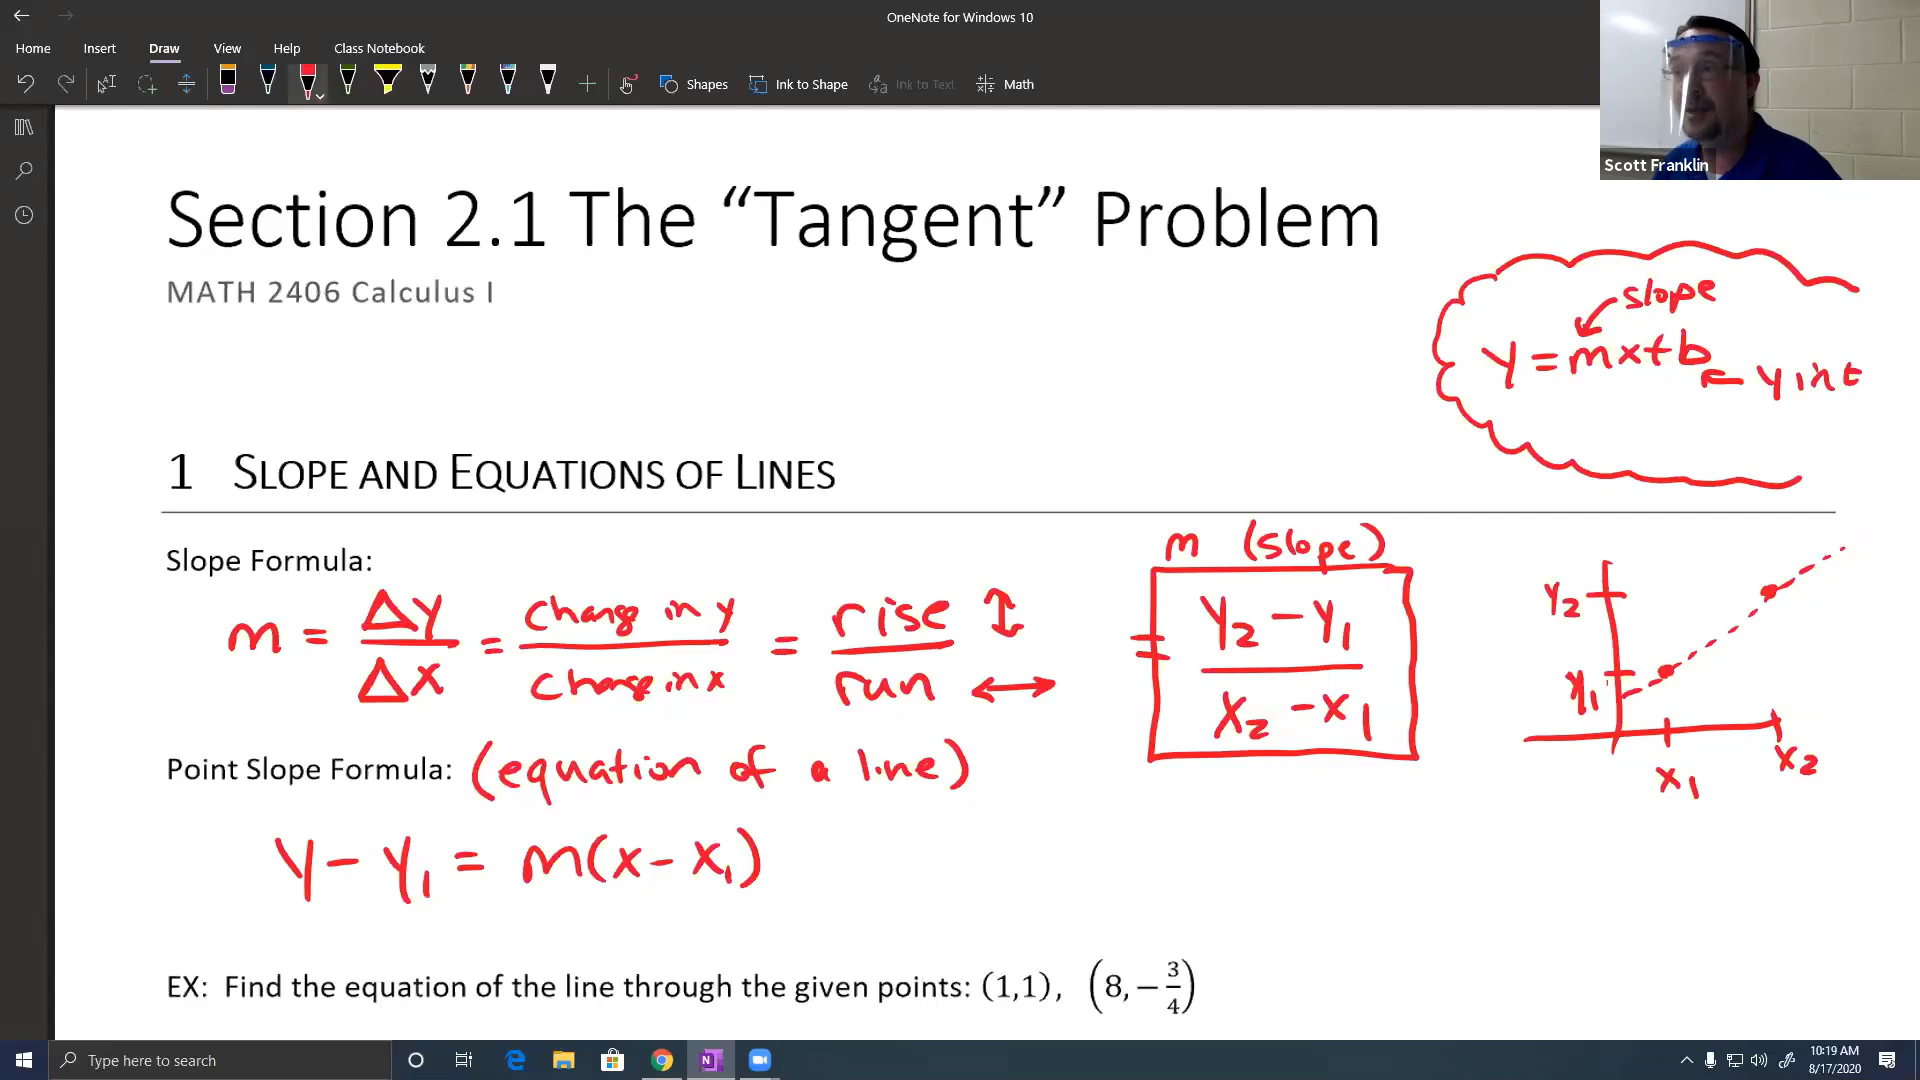 OneNote for Windows 10
Home Insert Draw View Help Class Notebook
Shapes Ink to Shape Ink to Text Math
Scott Franklin
Section 2.1 The “Tangent” Problem
MATH 2406 Calculus I
slope
y = mx+b ← y int
1 SLOPE AND EQUATIONS OF LINES
Slope Formula:
m (slope)
m = Δy/Δx = change in y/change in x = rise ↕/run ↔ = y₂ - y₁/x₂ - x₁
y₂
y₁
x₁ x₂
Point Slope Formula: (equation of a line)
y - y₁ = m(x - x₁)
EX: Find the equation of the line through the given points: (1,1), (8, -3/4)
Type here to search
10:19 AM
8/17/2020